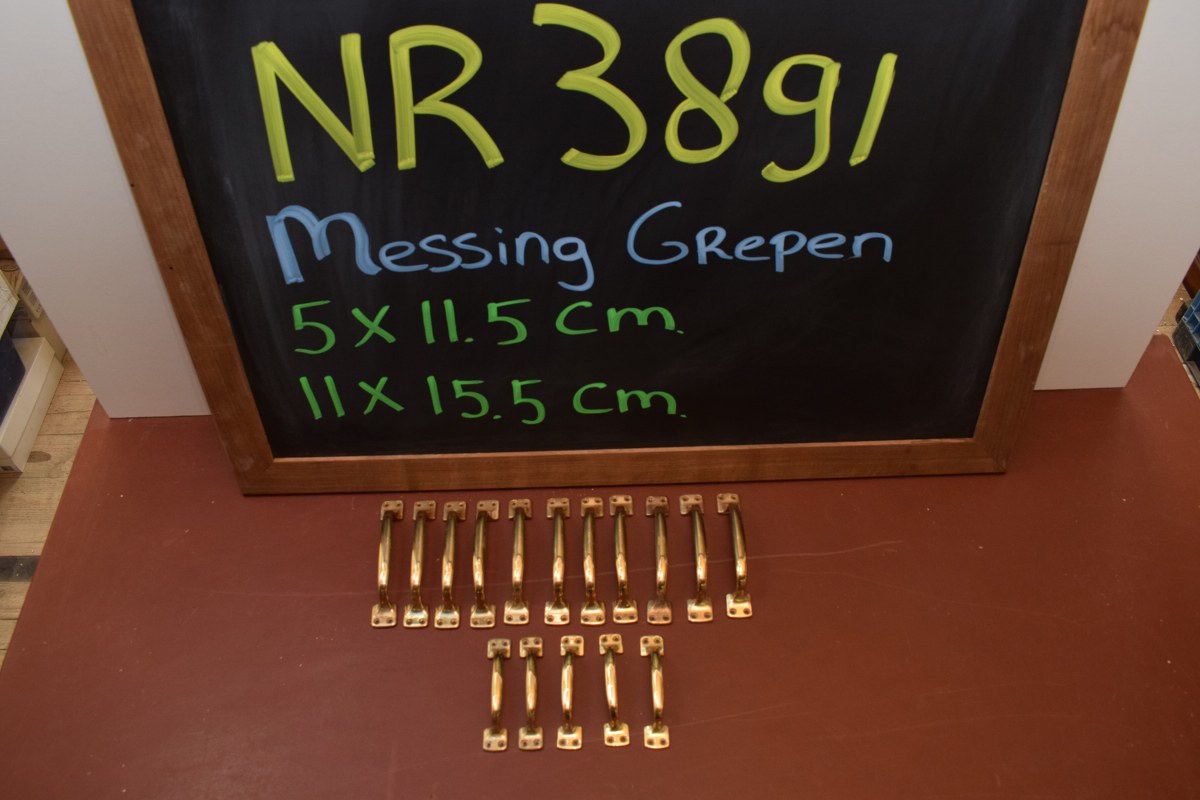 NR 3891
Messing GRepen
5 x 11.5 cm.
11 x 15.5 cm.